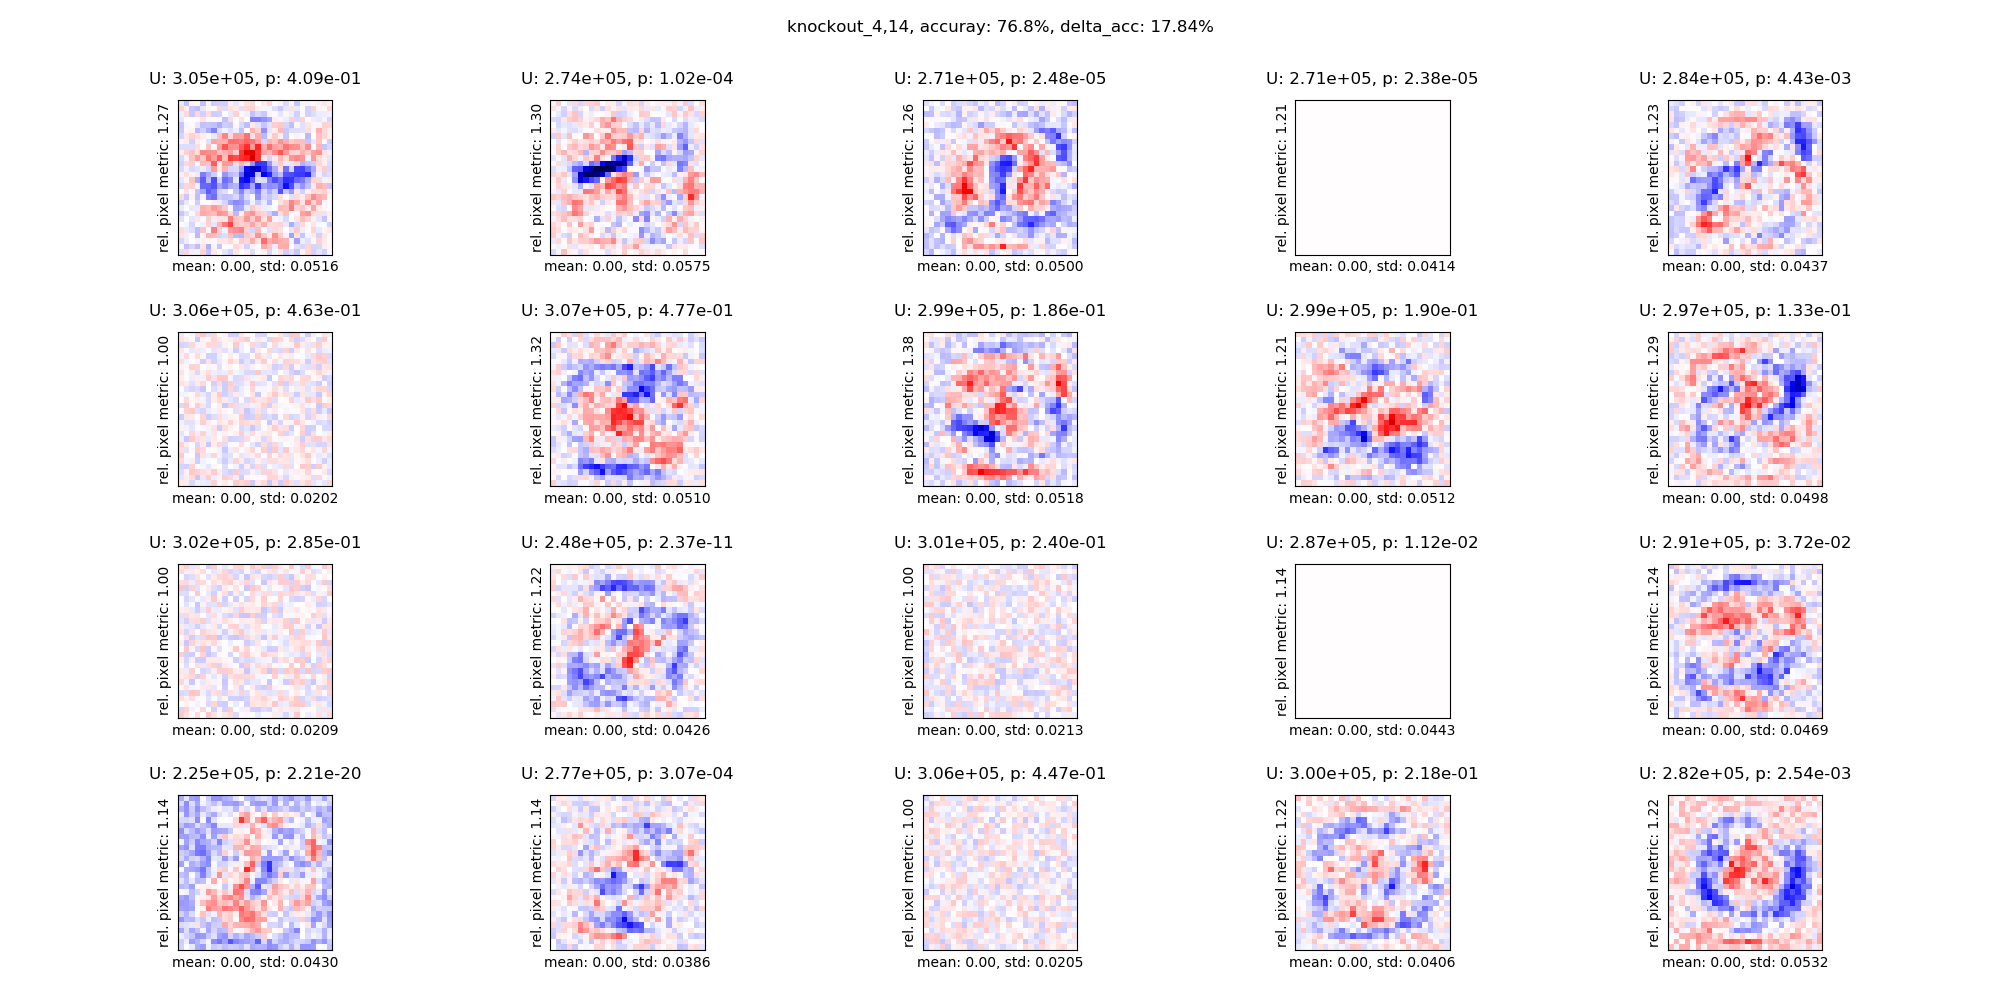 knockout_4,14, accuray: 76.8%, delta_acc: 17.84%
U: 3.05e+05, p: 4.09e-01
rel. pixel metric: 1.27
mean: 0.00, std: 0.0516
U: 2.74e+05, p: 1.02e-04
rel. pixel metric: 1.30
mean: 0.00, std: 0.0575
U: 2.71e+05, p: 2.48e-05
rel. pixel metric: 1.26
mean: 0.00, std: 0.0500
U: 2.71e+05, p: 2.38e-05
rel. pixel metric: 1.21
mean: 0.00, std: 0.0414
U: 2.84e+05, p: 4.43e-03
rel. pixel metric: 1.23
mean: 0.00, std: 0.0437
U: 3.06e+05, p: 4.63e-01
rel. pixel metric: 1.00
mean: 0.00, std: 0.0202
U: 3.07e+05, p: 4.77e-01
rel. pixel metric: 1.32
mean: 0.00, std: 0.0510
U: 2.99e+05, p: 1.86e-01
rel. pixel metric: 1.38
mean: 0.00, std: 0.0518
U: 2.99e+05, p: 1.90e-01
rel. pixel metric: 1.21
mean: 0.00, std: 0.0512
U: 2.97e+05, p: 1.33e-01
rel. pixel metric: 1.29
mean: 0.00, std: 0.0498
U: 3.02e+05, p: 2.85e-01
rel. pixel metric: 1.00
mean: 0.00, std: 0.0209
U: 2.48e+05, p: 2.37e-11
rel. pixel metric: 1.22
mean: 0.00, std: 0.0426
U: 3.01e+05, p: 2.40e-01
rel. pixel metric: 1.00
mean: 0.00, std: 0.0213
U: 2.87e+05, p: 1.12e-02
rel. pixel metric: 1.14
mean: 0.00, std: 0.0443
U: 2.91e+05, p: 3.72e-02
rel. pixel metric: 1.24
mean: 0.00, std: 0.0469
U: 2.25e+05, p: 2.21e-20
rel. pixel metric: 1.14
mean: 0.00, std: 0.0430
U: 2.77e+05, p: 3.07e-04
rel. pixel metric: 1.14
mean: 0.00, std: 0.0386
U: 3.06e+05, p: 4.47e-01
rel. pixel metric: 1.00
mean: 0.00, std: 0.0205
U: 3.00e+05, p: 2.18e-01
rel. pixel metric: 1.22
mean: 0.00, std: 0.0406
U: 2.82e+05, p: 2.54e-03
rel. pixel metric: 1.22
mean: 0.00, std: 0.0532